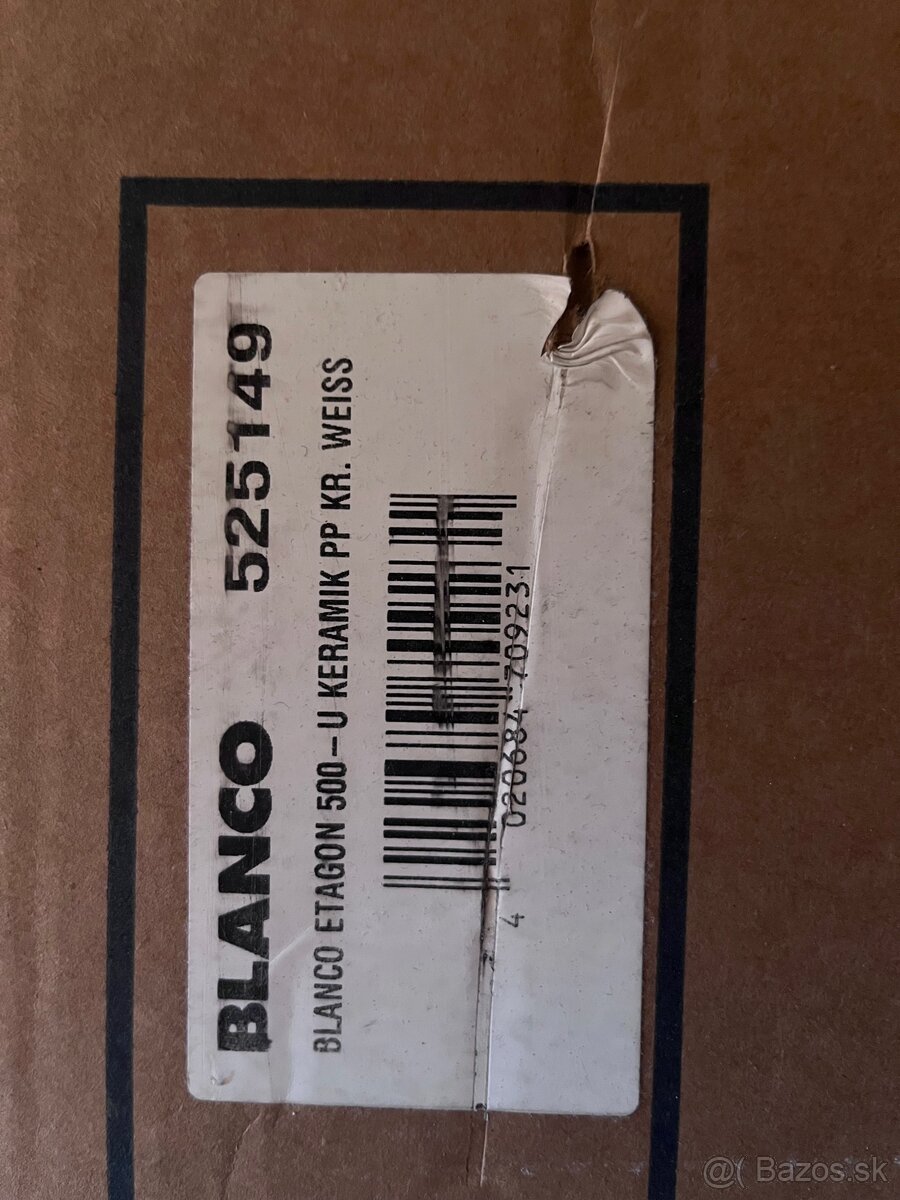 BLANCO 525149
BLANCO ETAGON 500-U KERAMIK PP KR. WEISS
4 020684 709231
@( Bazos.sk